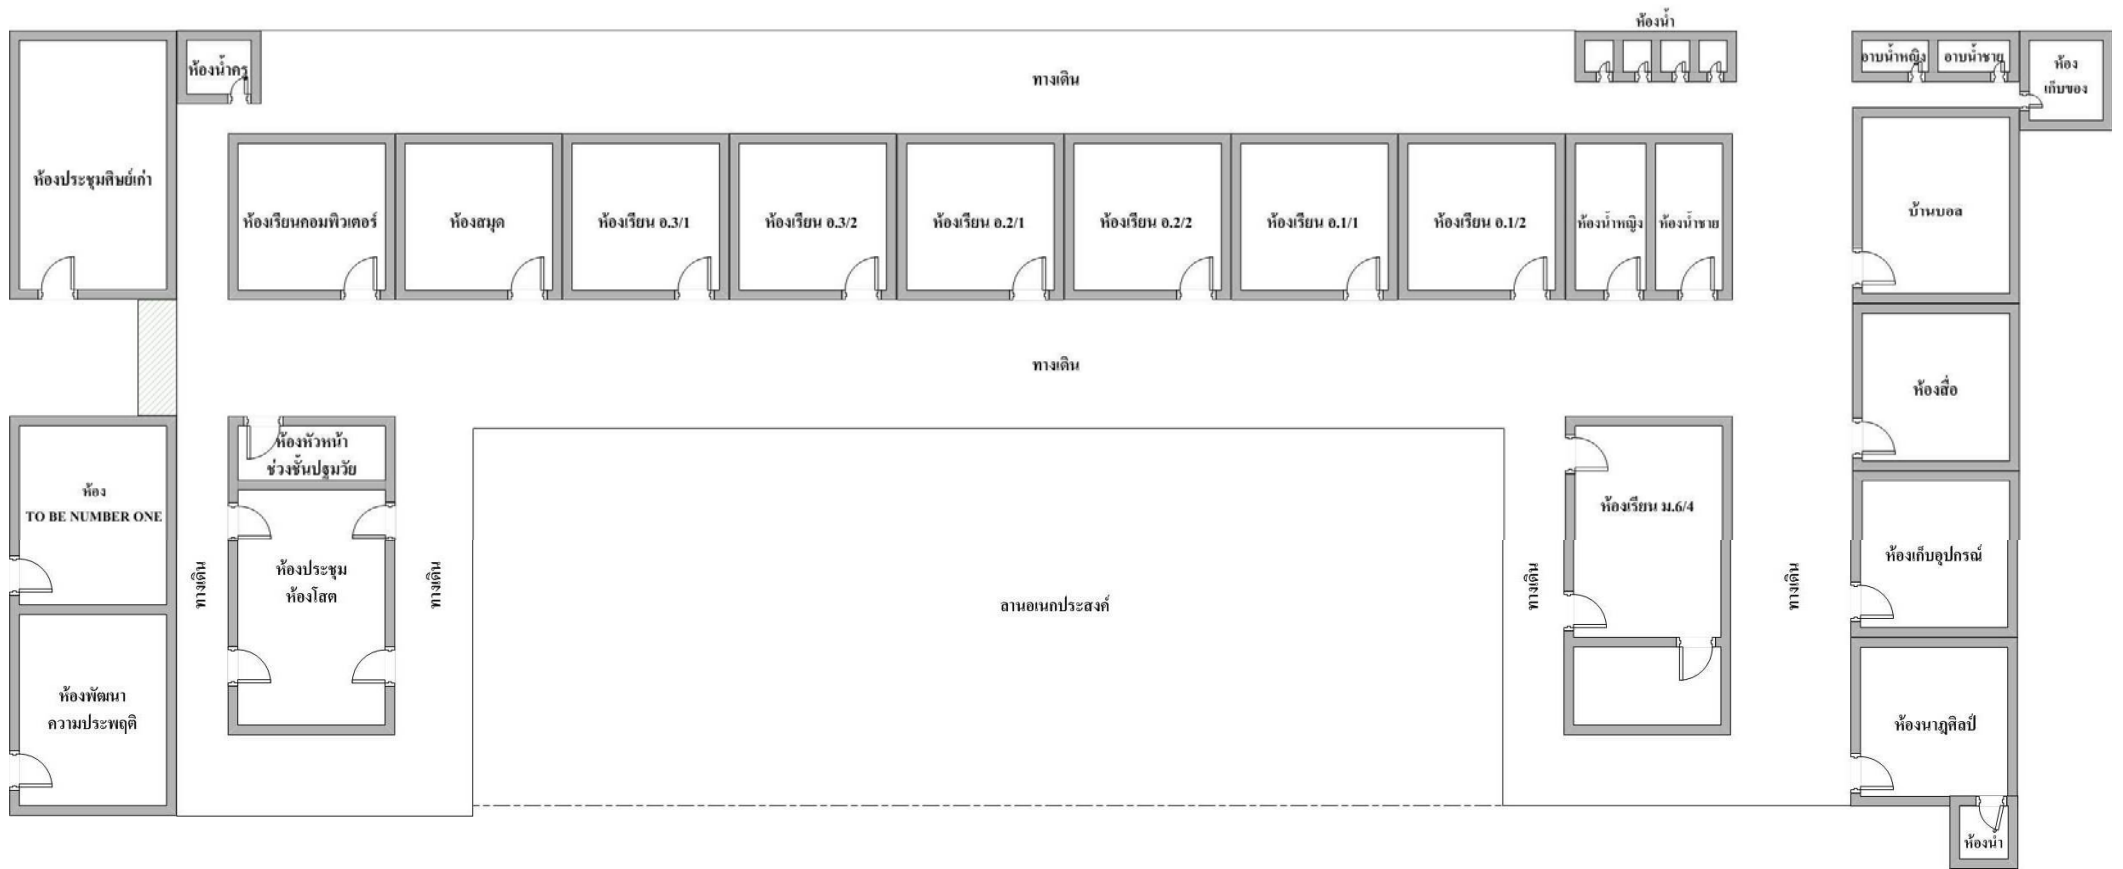 ห้องน้ำ
ห้องน้ำครู
อาบน้ำหญิง
อาบน้ำชาย
ห้อง
เก็บของ
ทางเดิน
ห้องประชุมศิษย์เก่า
ห้องเรียนคอมพิวเตอร์
ห้องสมุด
ห้องเรียน อ.3/1
ห้องเรียน อ.3/2
ห้องเรียน อ.2/1
ห้องเรียน อ.2/2
ห้องเรียน อ.1/1
ห้องเรียน อ.1/2
ห้องน้ำหญิง
ห้องน้ำชาย
บ้านบอล
ทางเดิน
ห้องสื่อ
ห้องหัวหน้า
ช่วงชั้นปฐมวัย
ห้อง
TO BE NUMBER ONE
ห้องเรียน ม.6/4
ห้องเก็บอุปกรณ์
ทางเดิน
ห้องประชุม
ห้องโสต
ทางเดิน
ลานอเนกประสงค์
ทางเดิน
ทางเดิน
ห้องพัฒนา
ความประพฤติ
ห้องนาฏศิลป์
ห้องน้ำ